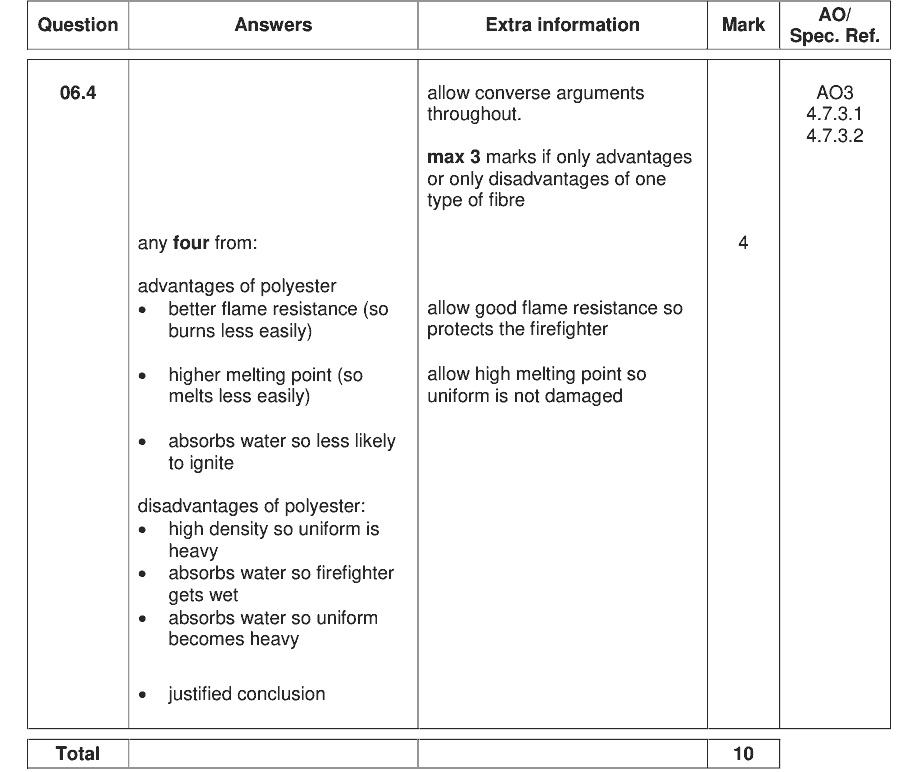 Question Answers Extra information Mark AO/
Spec. Ref.
06.4 allow converse arguments AO3
throughout. 4.7.3.1
4.7.3.2
max 3 marks if only advantages
or only disadvantages of one
type of fibre
any four from: 4
advantages of polyester
• better flame resistance (so allow good flame resistance so
burns less easily) protects the firefighter
• higher melting point (so allow high melting point so
melts less easily) uniform is not damaged
• absorbs water so less likely
to ignite
disadvantages of polyester:
• high density so uniform is
heavy
• absorbs water so firefighter
gets wet
• absorbs water so uniform
becomes heavy
• justified conclusion
Total 10